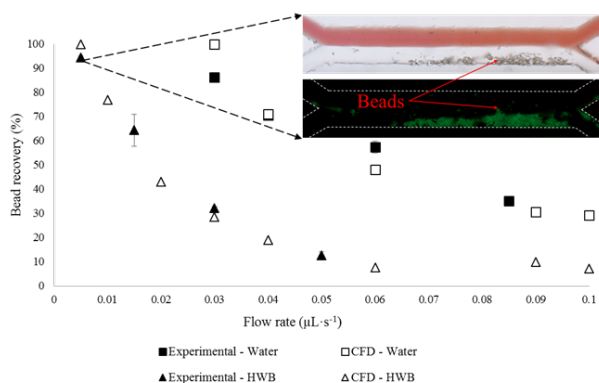 100
90
80
70
60
50
40
30
20
10
0
Bead recovery (%)
Beads
0 0.01 0.02 0.03 0.04 0.05 0.06 0.07 0.08 0.09 0.1
Flow rate (μL·s⁻¹)
Experimental - Water CFD - Water
Experimental - HWB CFD - HWB